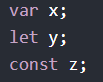 var x;
let y;
const z;